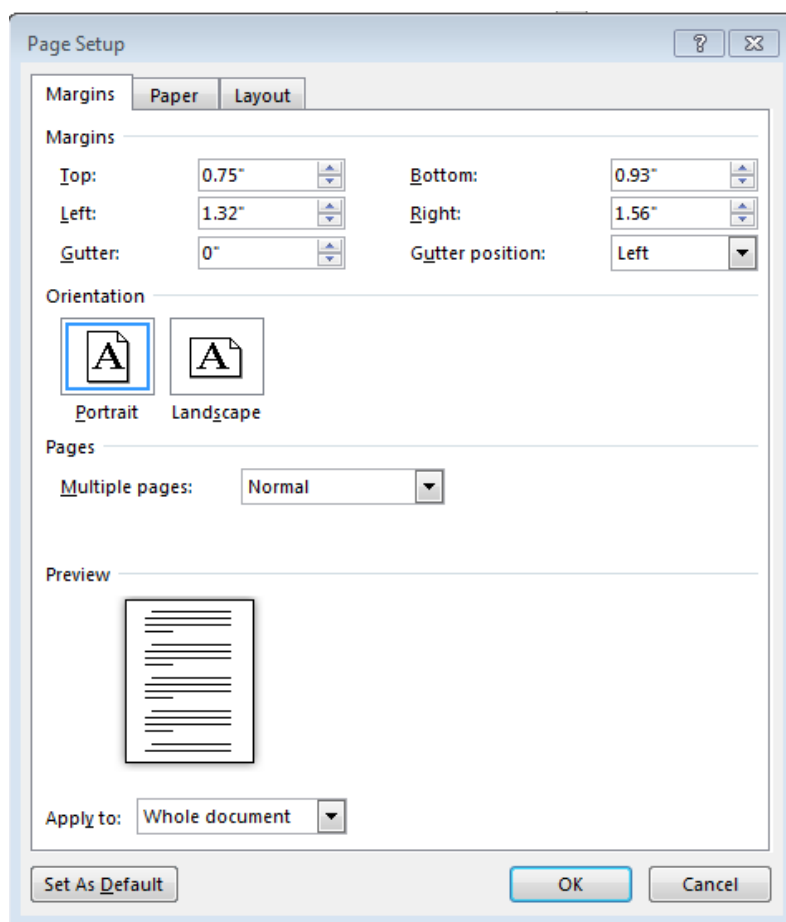 Page Setup
Margins Paper Layout
Margins
Top: 0.75" Bottom: 0.93"
Left: 1.32" Right: 1.56"
Gutter: 0" Gutter position: Left
Orientation
A A
Portrait Landscape
Pages
Multiple pages: Normal
Preview
Apply to: Whole document
Set As Default OK Cancel